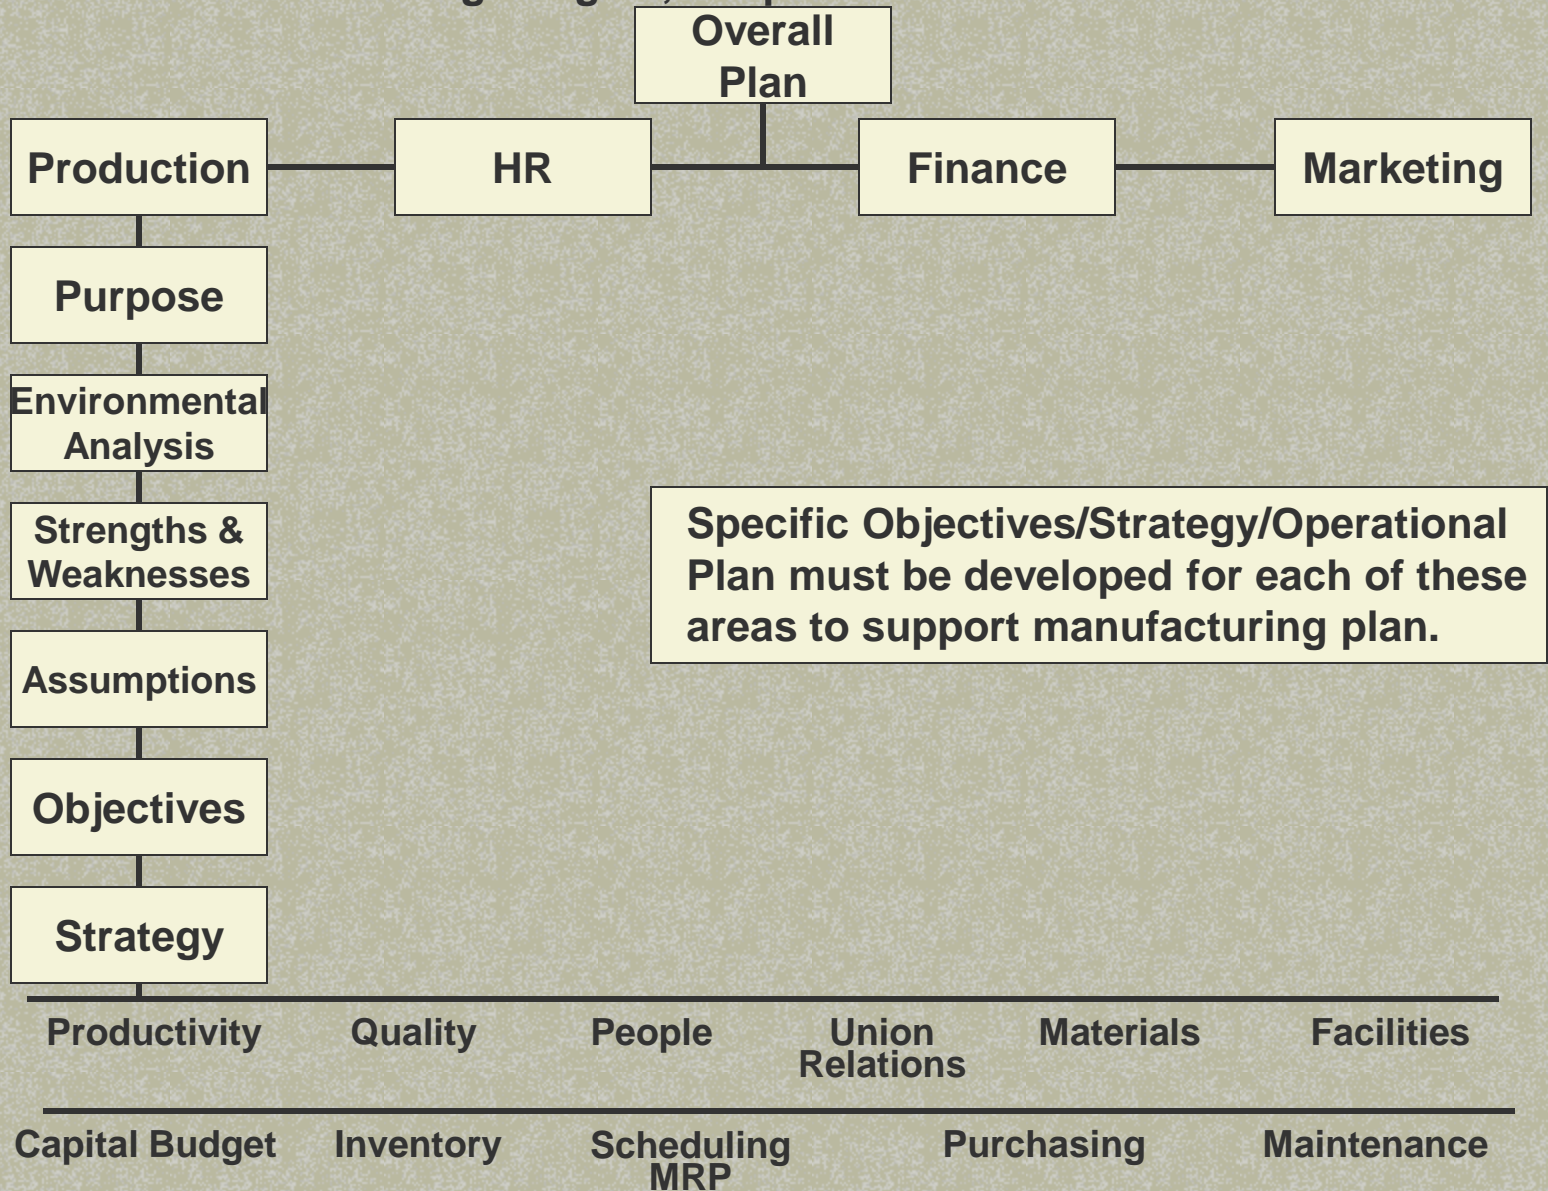 Overall
Plan
Production
HR
Finance
Marketing
Purpose
Environmental
Analysis
Strengths &
Weaknesses
Specific Objectives/Strategy/Operational
Plan must be developed for each of these
areas to support manufacturing plan.
Assumptions
Objectives
Strategy
Productivity
Quality
People
Union
Relations
Materials
Facilities
Capital Budget
Inventory
Scheduling
MRP
Purchasing
Maintenance